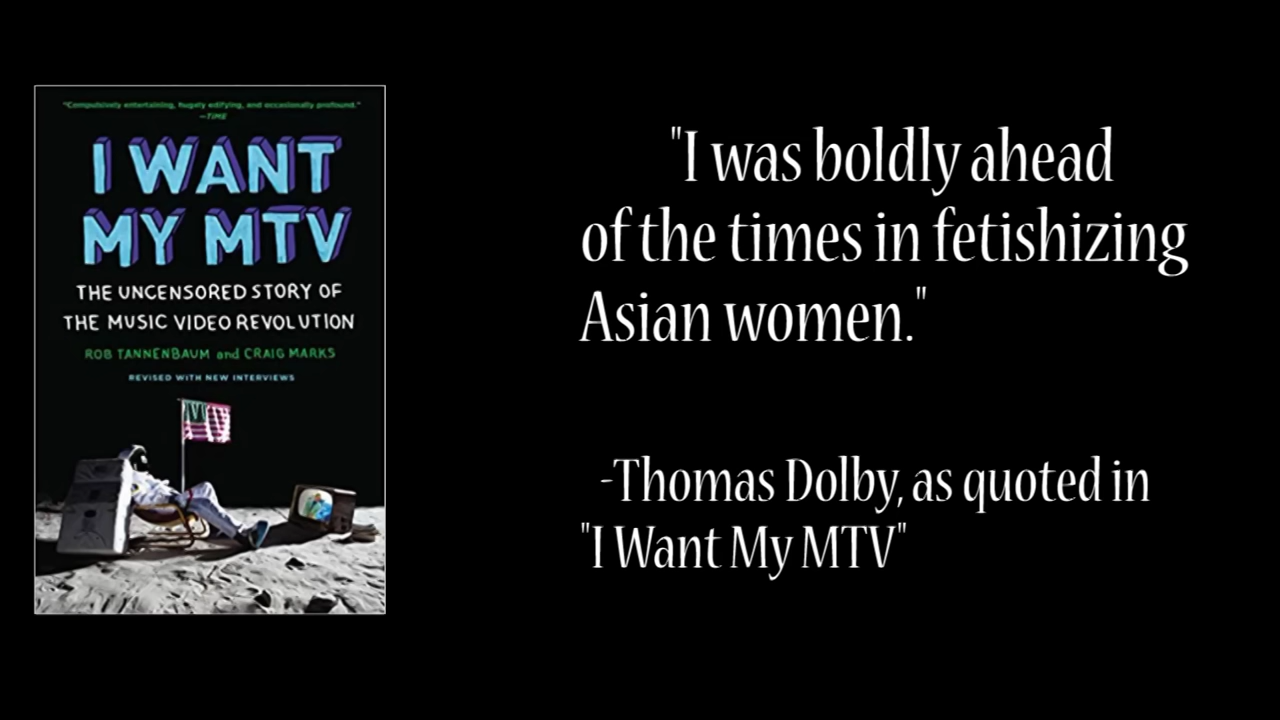 "Compulsively entertaining, hugely edifying, and occasionally profound."
—TIME
I WANT
MY MTV
THE UNCENSORED STORY OF
THE MUSIC VIDEO REVOLUTION
ROB TANNENBAUM and CRAIG MARKS
REVISED WITH NEW INTERVIEWS
"I was boldly ahead
of the times in fetishizing
Asian women."
-Thomas Dolby, as quoted in
"I Want My MTV"